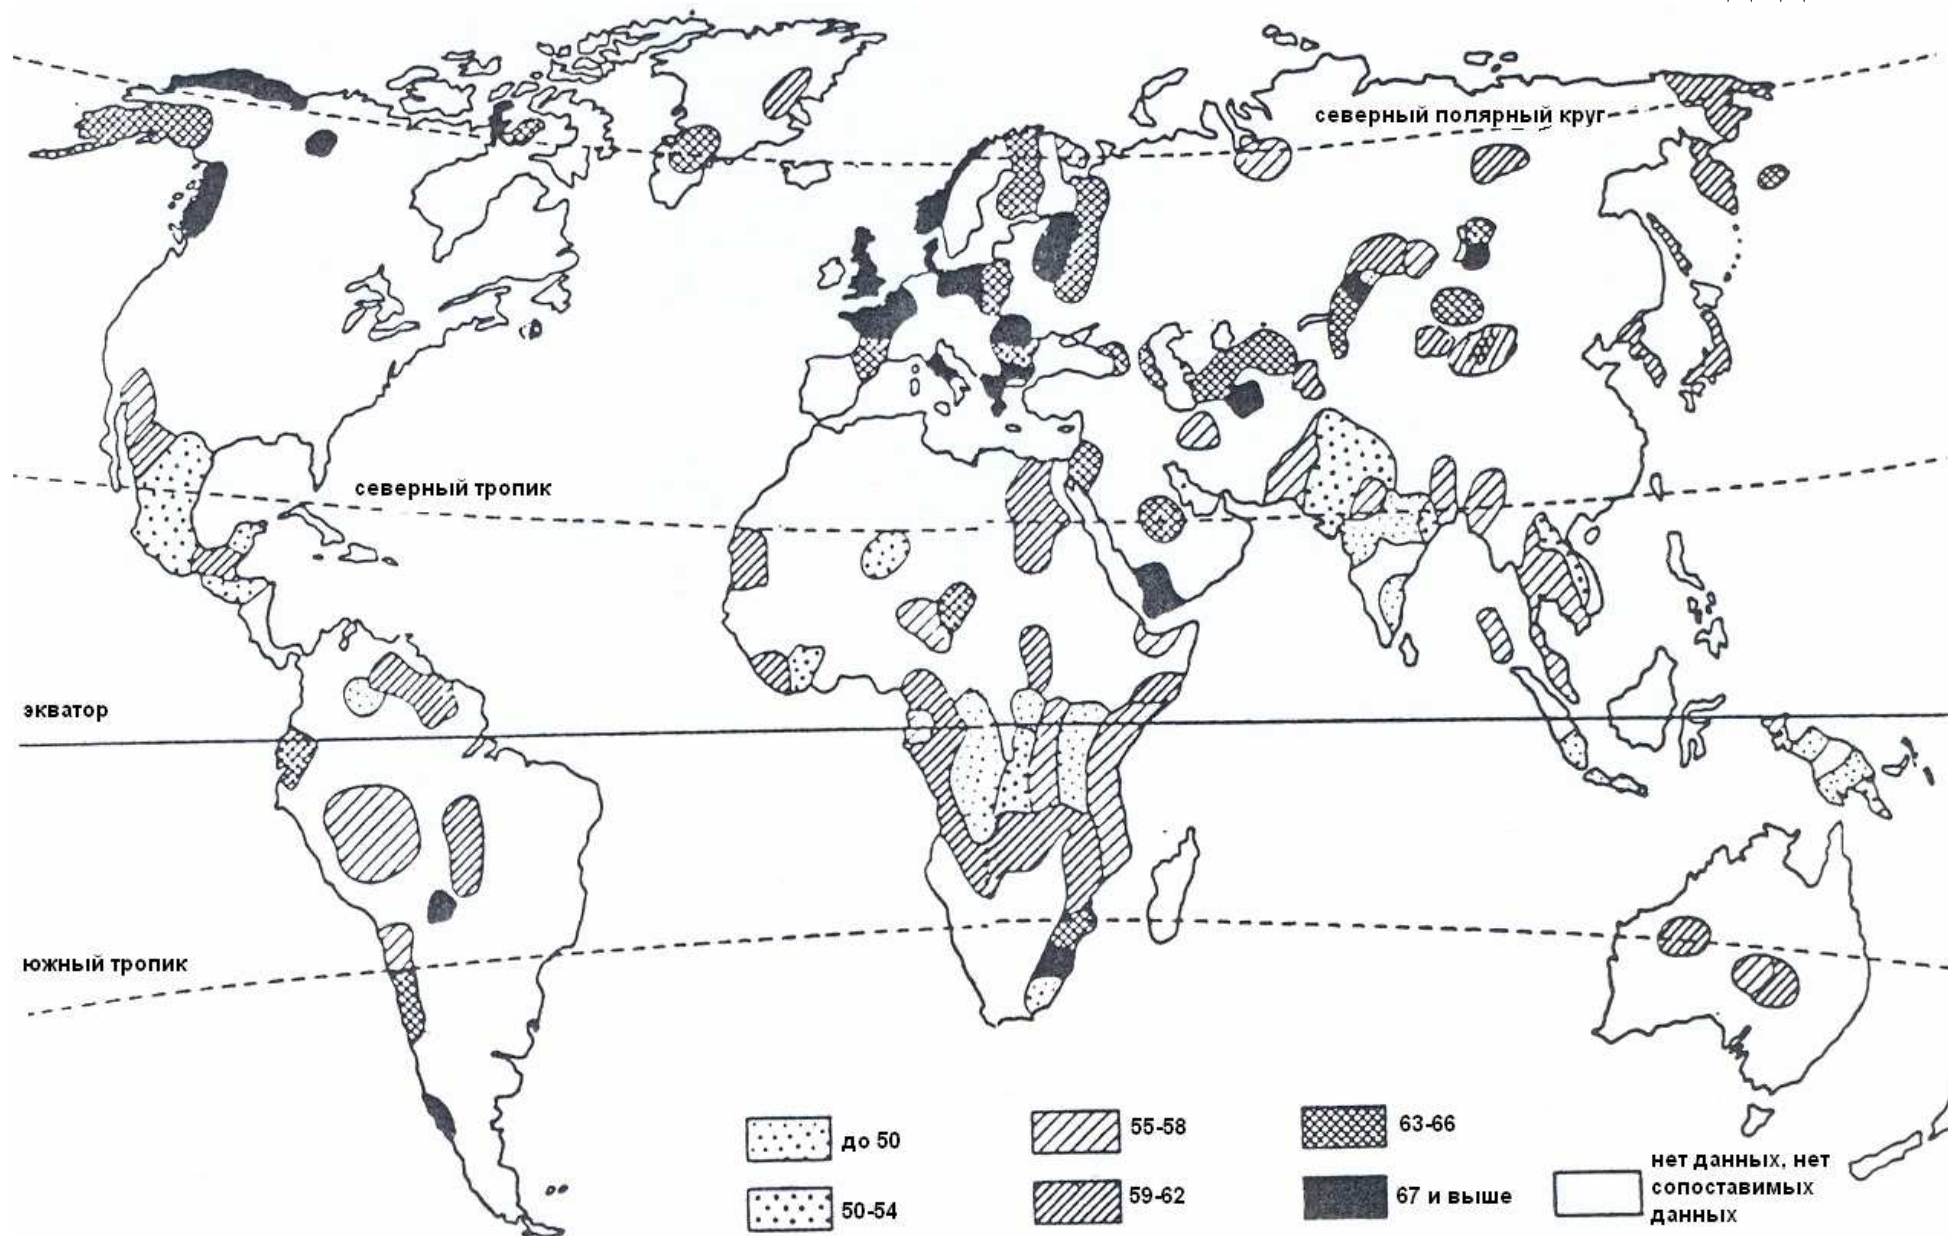 северный полярный круг
северный тропик
экватор
южный тропик
до 50
50-54
55-58
59-62
63-66
67 и выше
нет данных, нет
сопоставимых
данных